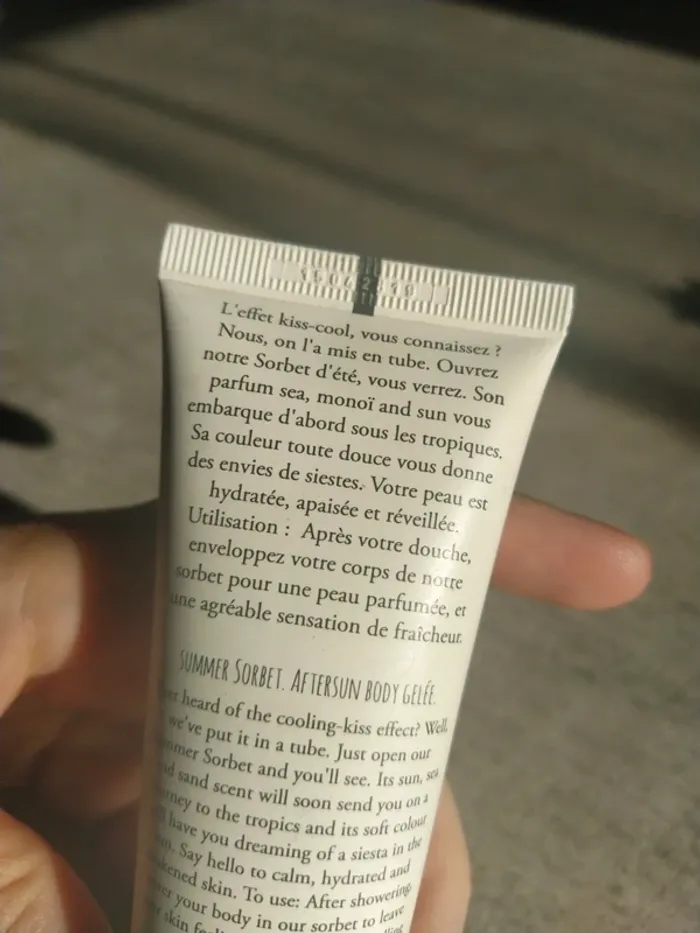 L'effet kiss-cool, vous connaissez ?
Nous, on l'a mis en tube. Ouvrez
notre Sorbet d'été, vous verrez. Son
parfum sea, monoï and sun vous
embarque d'abord sous les tropiques.
Sa couleur toute douce vous donne
des envies de siestes. Votre peau est
hydratée, apaisée et réveillée.
Utilisation : Après votre douche,
enveloppez votre corps de notre
sorbet pour une peau parfumée, et
une agréable sensation de fraîcheur.
SUMMER SORBET. AFTERSUN BODY GELÉE.
heard of the cooling-kiss effect? Well,
we've put it in a tube. Just open our
Sorbet and you'll see. Its sun, sea
sand scent will soon send you on a
to the tropics and its soft colour
have you dreaming of a siesta in the
Say hello to calm, hydrated and
skin. To use: After showering,
your body in our sorbet to leave
skin